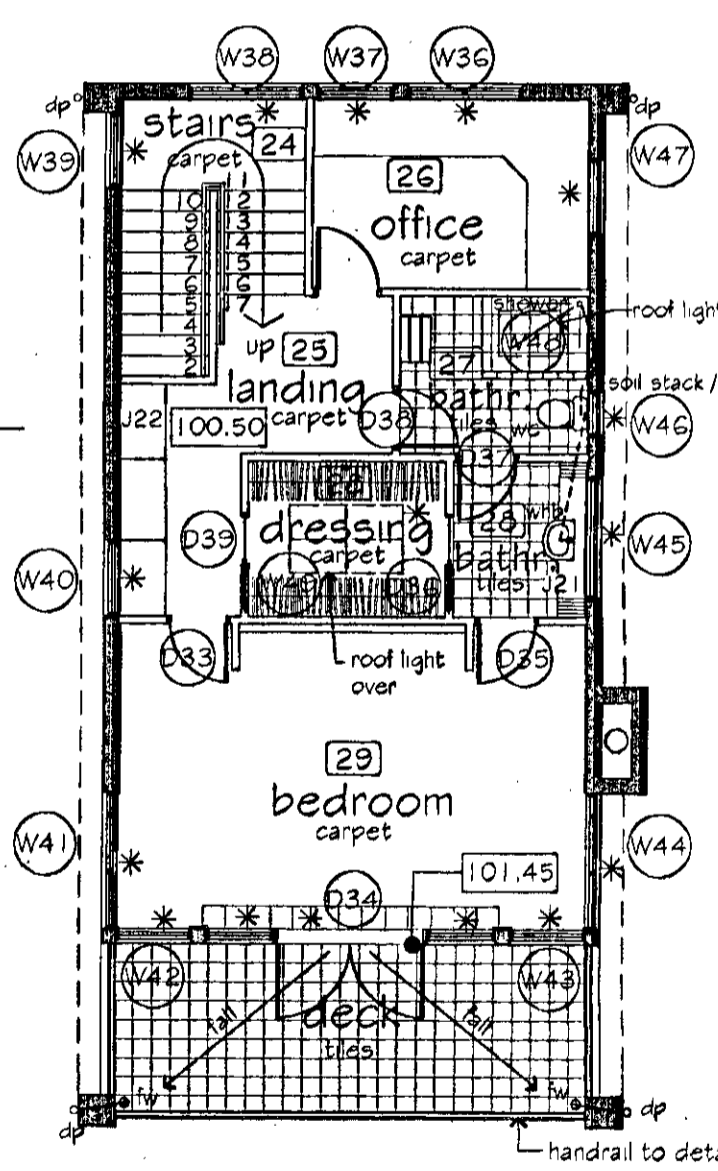 W38 W37 W36
dp dp
stairs
24
carpet
W39 W47
26
office
carpet
1
10 2
9 3
8 4
7 5
6 6
5 7
4
3
2
up 25
landing
carpet
shower
roof light
W48
27
bathr.
tiles
wc
soil stack /
J22
100.50
D38
W46
D37
dressing
carpet
28
whb
bathr.
tiles
J21
D39
W45
W40
W49
D36
D33
D35
roof light
over
29
bedroom
carpet
W41 W44
101.45
D34
W42 W43
deck
tiles
fall fall
fw fw
dp dp
handrail to deta